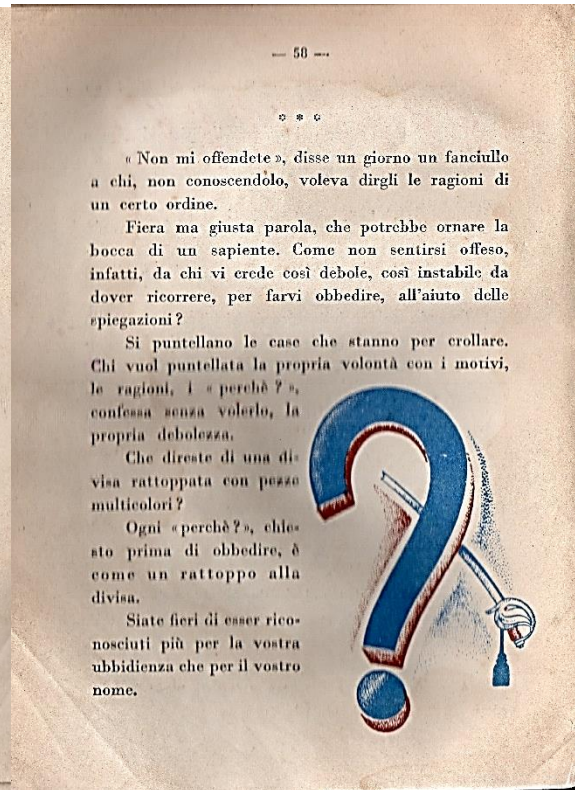 — 58 —
* * *
« Non mi offendete », disse un giorno un fanciullo
a chi, non conoscendolo, voleva dirgli le ragioni di
un certo ordine.
Fiera ma giusta parola, che potrebbe ornare la
bocca di un sapiente. Come non sentirsi offeso,
infatti, da chi vi crede così debole, così instabile da
dover ricorrere, per farvi obbedire, all'aiuto delle
spiegazioni ?
Si puntellano le case che stanno per crollare.
Chi vuol puntellata la propria volontà con i motivi,
le ragioni, i « perchè ? »,
confessa senza volerlo, la
propria debolezza.
Che direste di una di-
visa rattoppata con pezze
multicolori ?
Ogni « perchè ? », chie-
sto prima di obbedire, è
come un rattoppo alla
divisa.
Siate fieri di esser rico-
nosciuti più per la vostra
ubbidienza che per il vostro
nome.